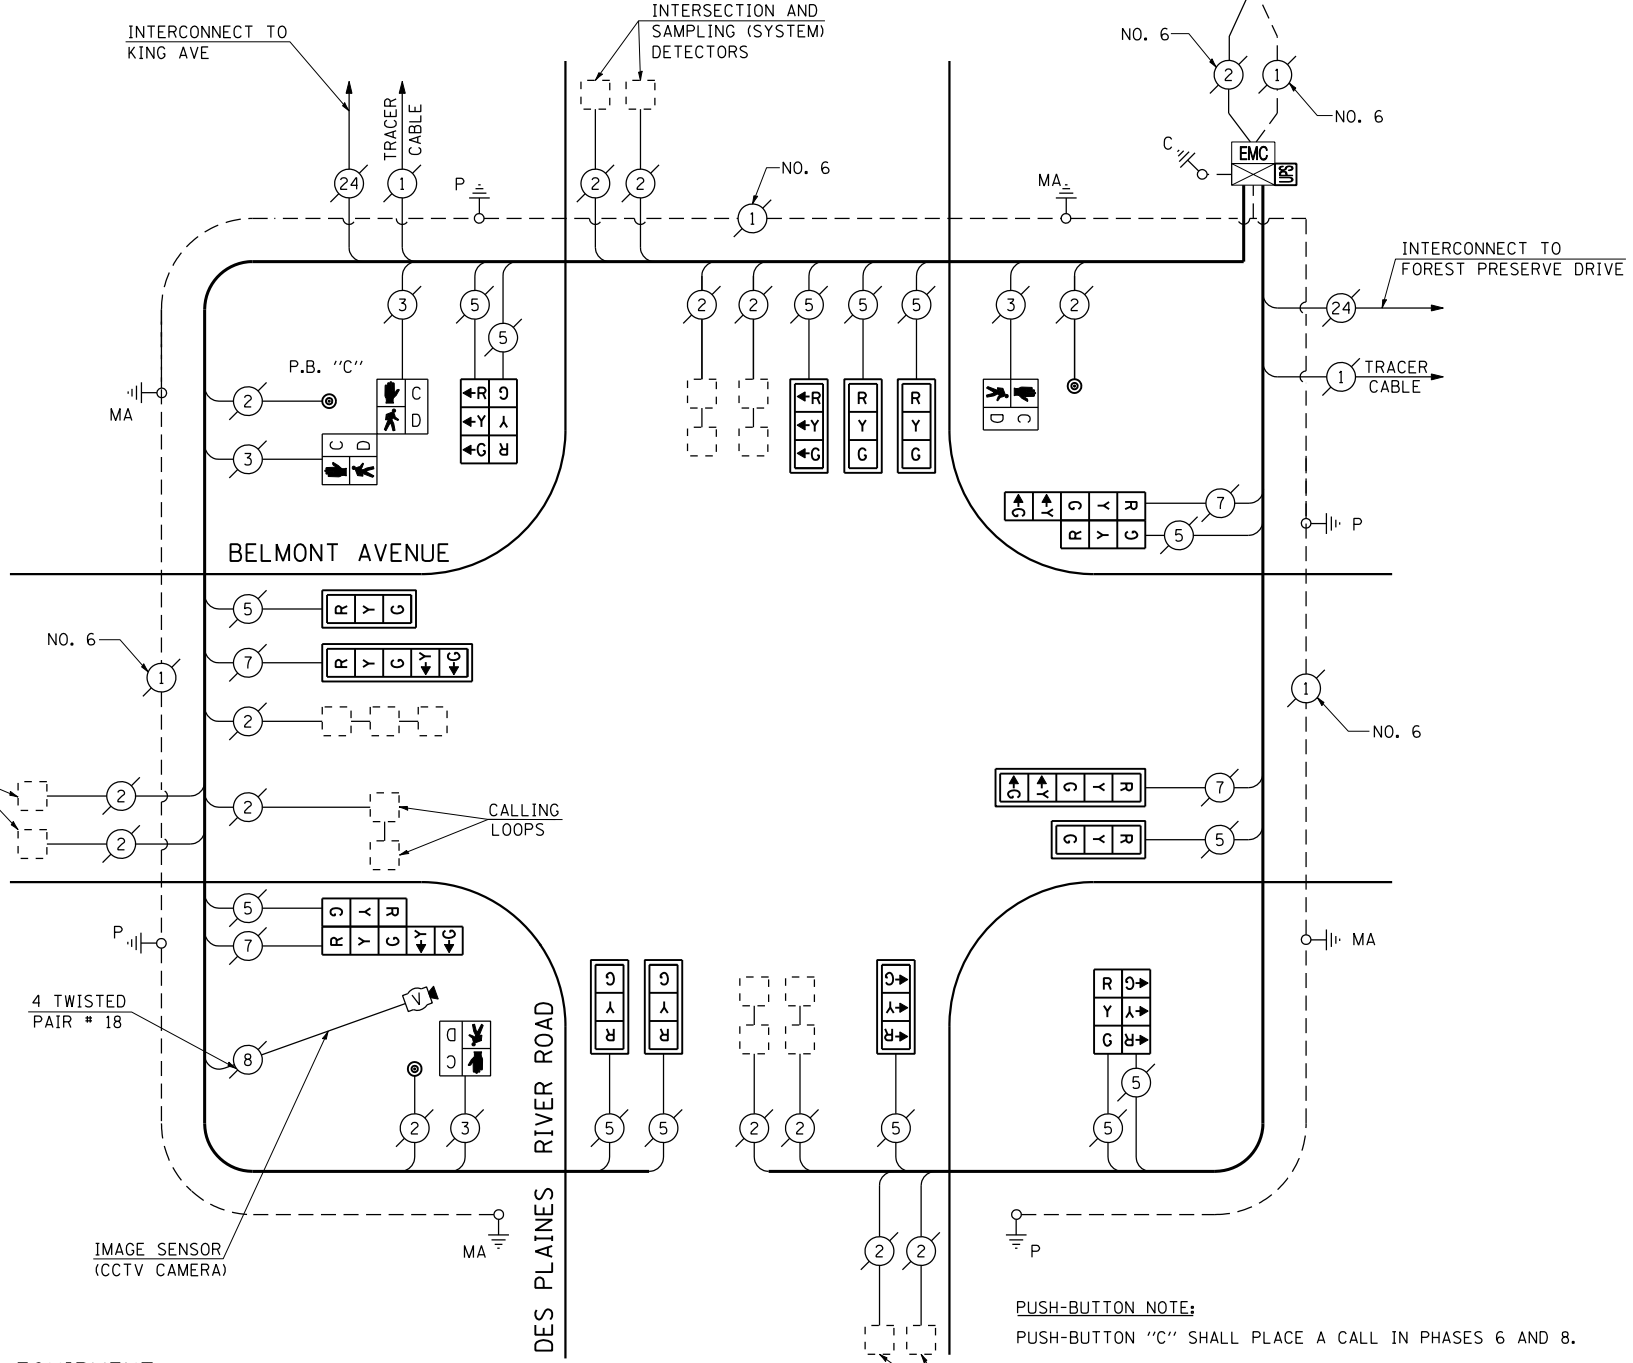 INTERCONNECT TO
KING AVE
INTERSECTION AND
SAMPLING (SYSTEM)
DETECTORS
NO. 6
2
1
NO. 6
TRACER
CABLE
C
EMC
UPS
24
1
P
2
2
NO. 6
1
MA
INTERCONNECT TO
FOREST PRESERVE DRIVE
24
3
5
5
2
2
5
5
5
3
2
1
TRACER
CABLE
P.B. "C"
MA
2
3
C
D
C
D
←R G
←Y Y
←G R
←R
←Y
←G
R
Y
G
R
Y
G
D C
←G ←Y G Y R
7
R Y G
5
P
BELMONT AVENUE
5
R Y G
NO. 6
1
7
R Y G ←Y ←G
2
1
NO. 6
2
2
CALLING
LOOPS
2
←G ←Y G Y R
7
G Y R
5
5
G Y R
P
7
R Y G ←Y ←G
MA
4 TWISTED
PAIR # 18
8
V
D
C
G
Y
R
G
Y
R
←G
←Y
←R
R ←G
Y ←Y
G ←R
5
2
3
5
5
2
2
5
5
DES PLAINES RIVER ROAD
MA
P
2
2
IMAGE SENSOR
(CCTV CAMERA)
PUSH-BUTTON NOTE:
PUSH-BUTTON "C" SHALL PLACE A CALL IN PHASES 6 AND 8.